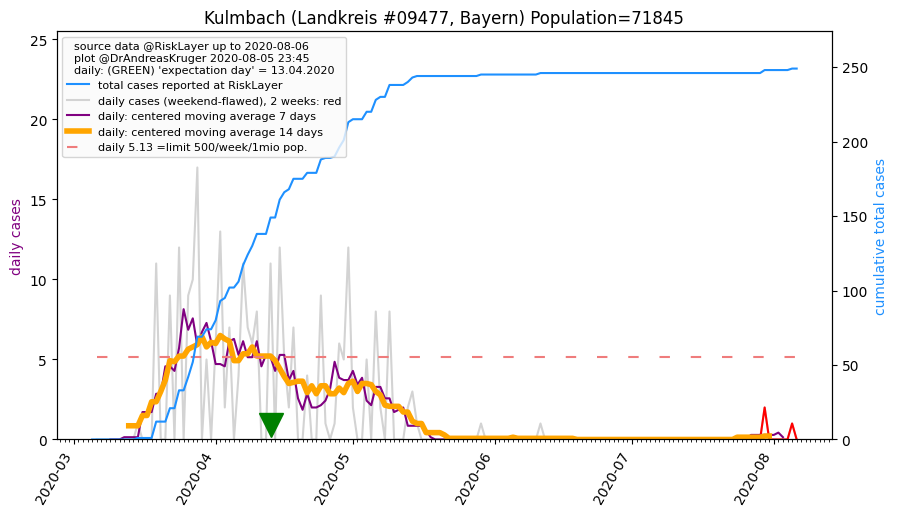 Kulmbach (Landkreis #09477, Bayern) Population=71845
source data @RiskLayer up to 2020-08-06
plot @DrAndreasKruger 2020-08-05 23:45
daily: (GREEN) 'expectation day' = 13.04.2020
total cases reported at RiskLayer
daily cases (weekend-flawed), 2 weeks: red
daily: centered moving average 7 days
daily: centered moving average 14 days
daily 5.13 =limit 500/week/1mio pop.
daily cases
25
20
15
10
5
0
cumulative total cases
250
200
150
100
50
0
2020-03
2020-04
2020-05
2020-06
2020-07
2020-08